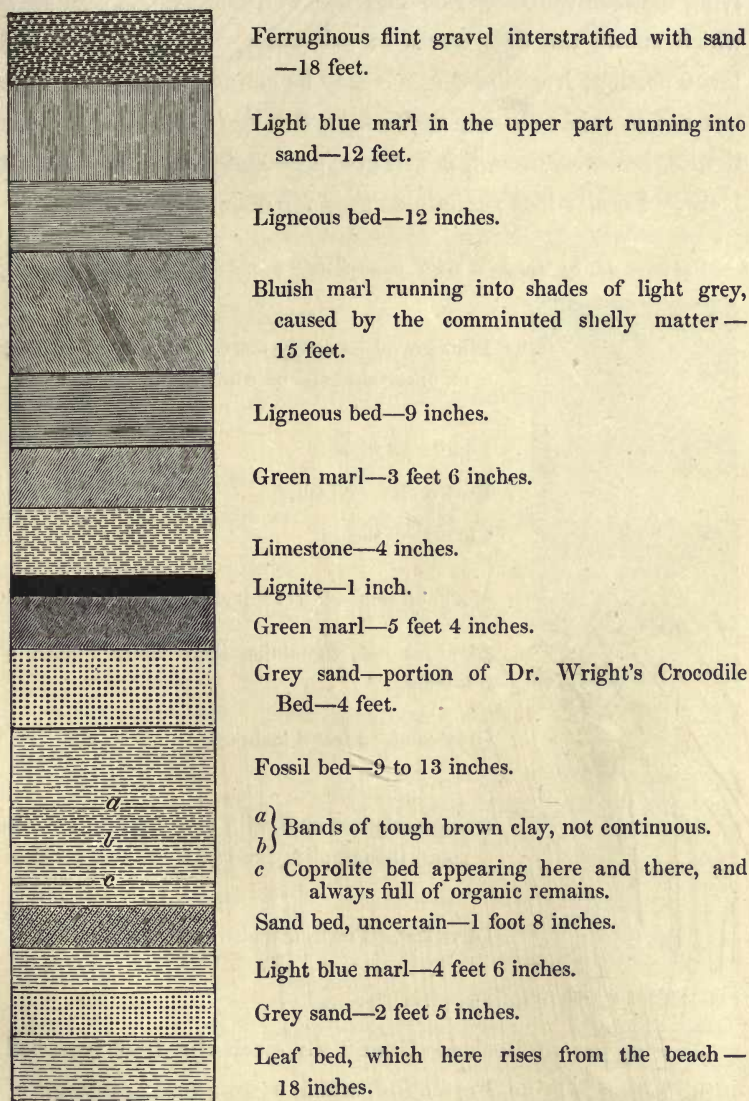 Ferruginous flint gravel interstratified with sand
—18 feet.
Light blue marl in the upper part running into
sand—12 feet.
Ligneous bed—12 inches.
Bluish marl running into shades of light grey,
caused by the comminuted shelly matter—
15 feet.
Ligneous bed—9 inches.
Green marl—3 feet 6 inches.
Limestone—4 inches.
Lignite—1 inch.
Green marl—5 feet 4 inches.
Grey sand—portion of Dr. Wright's Crocodile
Bed—4 feet.
Fossil bed—9 to 13 inches.
a
b
c
a
b} Bands of tough brown clay, not continuous.
c Coprolite bed appearing here and there, and
always full of organic remains.
Sand bed, uncertain—1 foot 8 inches.
Light blue marl—4 feet 6 inches.
Grey sand—2 feet 5 inches.
Leaf bed, which here rises from the beach—
18 inches.